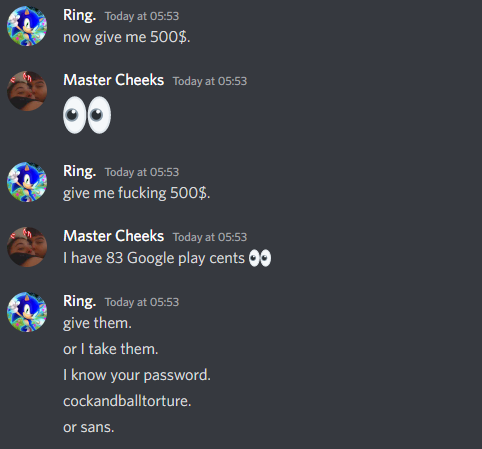 Ring. Today at 05:53
now give me 500$.
Master Cheeks Today at 05:53
👀
Ring. Today at 05:53
give me fucking 500$.
Master Cheeks Today at 05:53
I have 83 Google play cents 👀
Ring. Today at 05:53
give them.
or I take them.
I know your password.
cockandballtorture.
or sans.